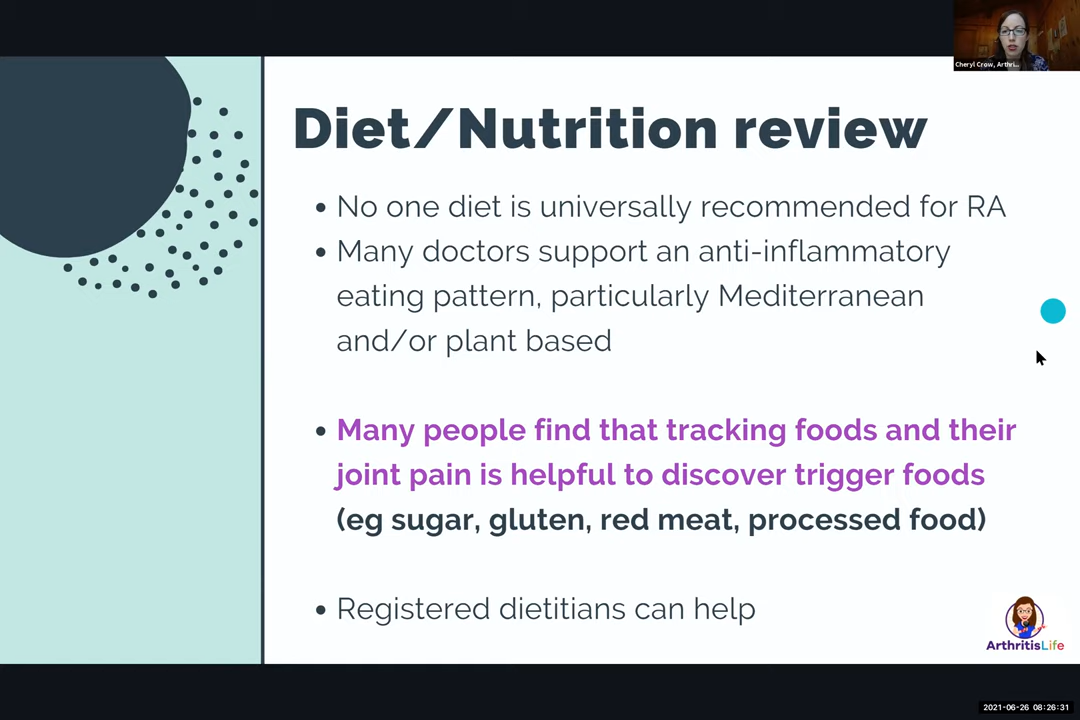 Cheryl Crow, Arthri...
Diet/Nutrition review
• No one diet is universally recommended for RA
• Many doctors support an anti-inflammatory
eating pattern, particularly Mediterranean
and/or plant based
• Many people find that tracking foods and their
joint pain is helpful to discover trigger foods
(eg sugar, gluten, red meat, processed food)
• Registered dietitians can help
ArthritisLife
2021-06-26 08:26:31